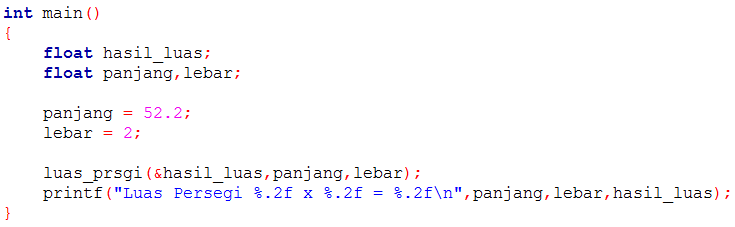 int main()
{
    float hasil_luas;
    float panjang,lebar;

    panjang = 52.2;
    lebar = 2;

    luas_prsgi(&hasil_luas,panjang,lebar);
    printf("Luas Persegi %.2f x %.2f = %.2f\n",panjang,lebar,hasil_luas);
}